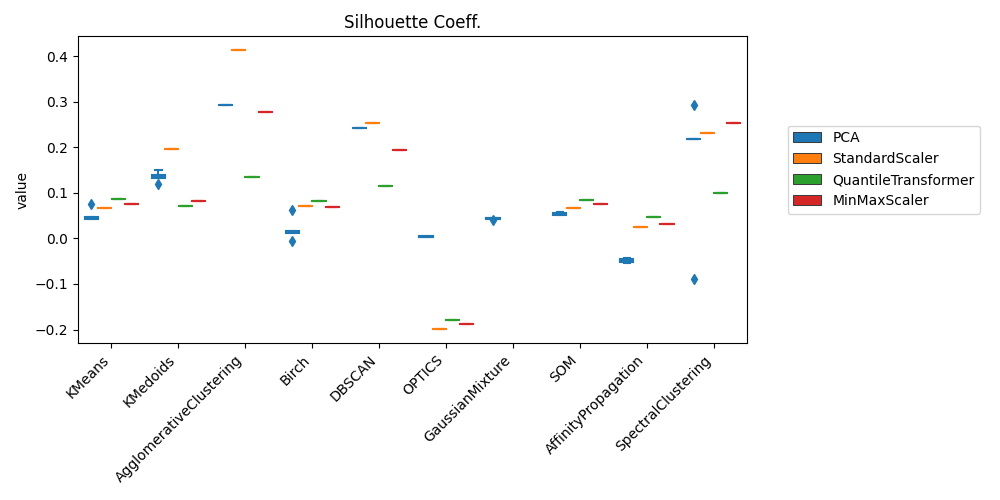 Silhouette Coeff.
value
0.4
0.3
0.2
0.1
0.0
−0.1
−0.2
KMeans
KMedoids
AgglomerativeClustering
Birch
DBSCAN
OPTICS
GaussianMixture
SOM
AffinityPropagation
SpectralClustering
PCA
StandardScaler
QuantileTransformer
MinMaxScaler